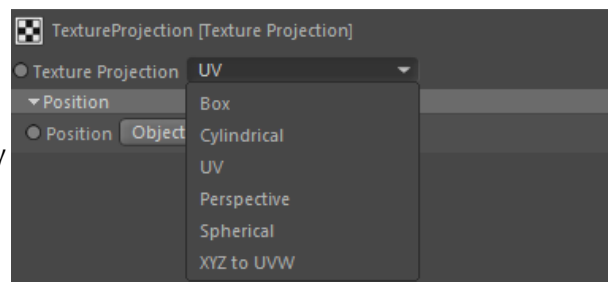 TextureProjection [Texture Projection]
Texture Projection UV
Position
Position Object
Box
Cylindrical
UV
Perspective
Spherical
XYZ to UVW